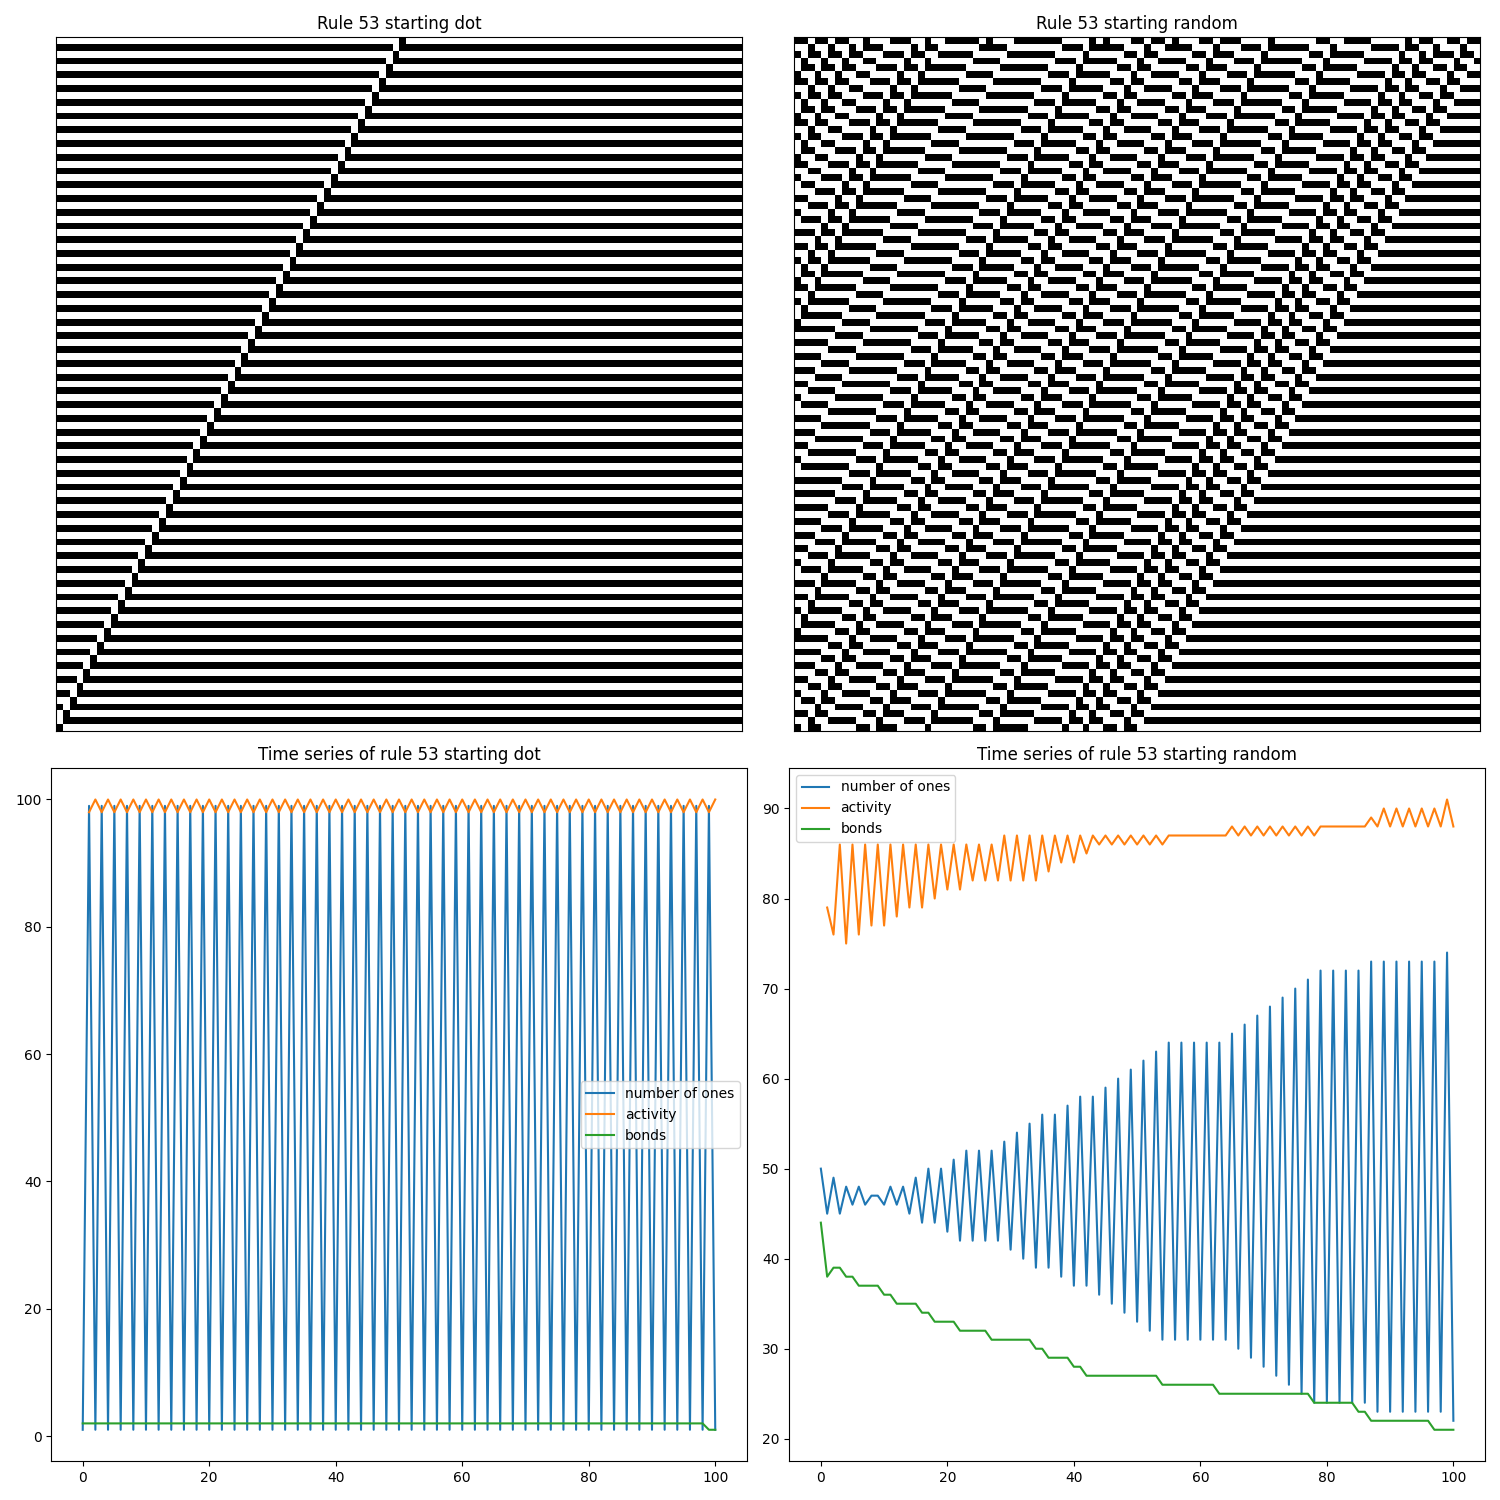 Rule 53 starting dot
Rule 53 starting random
Time series of rule 53 starting dot
100
80
60
40
20
0
number of ones
activity
bonds
0 20 40 60 80 100
Time series of rule 53 starting random
number of ones
activity
bonds
90
80
70
60
50
40
30
20
0 20 40 60 80 100